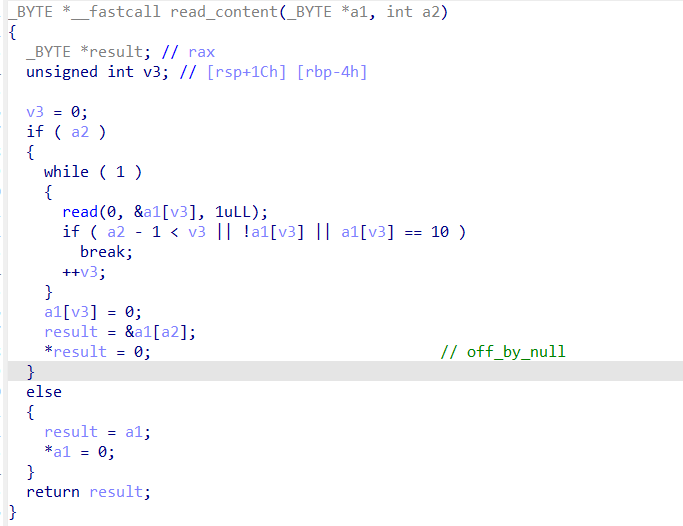 _BYTE *__fastcall read_content(_BYTE *a1, int a2)
{
  _BYTE *result; // rax
  unsigned int v3; // [rsp+1Ch] [rbp-4h]

  v3 = 0;
  if ( a2 )
  {
    while ( 1 )
    {
      read(0, &a1[v3], 1uLL);
      if ( a2 - 1 < v3 || !a1[v3] || a1[v3] == 10 )
        break;
      ++v3;
    }
    a1[v3] = 0;
    result = &a1[a2];
    *result = 0;                                // off_by_null
  }
  else
  {
    result = a1;
    *a1 = 0;
  }
  return result;
}